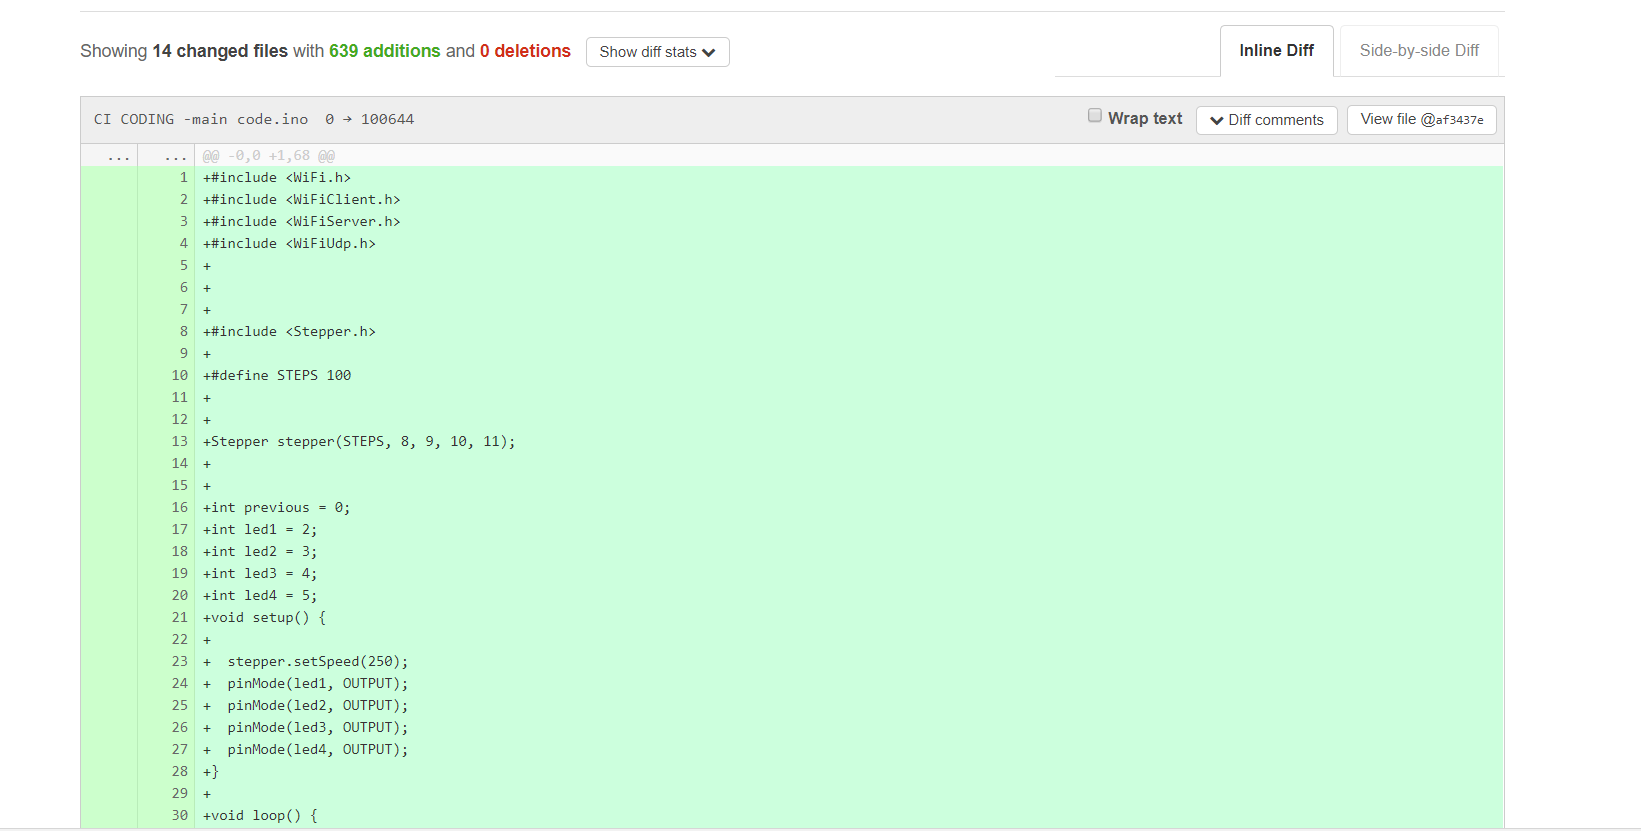 Showing 14 changed files with 639 additions and 0 deletions Show diff stats
Inline Diff Side-by-side Diff
CI CODING -main code.ino 0 → 100644 Wrap text Diff comments View file @af3437e
... ... @@ -0,0 +1,68 @@
1 +#include <WiFi.h>
2 +#include <WiFiClient.h>
3 +#include <WiFiServer.h>
4 +#include <WiFiUdp.h>
5 +
6 +
7 +
8 +#include <Stepper.h>
9 +
10 +#define STEPS 100
11 +
12 +
13 +Stepper stepper(STEPS, 8, 9, 10, 11);
14 +
15 +
16 +int previous = 0;
17 +int led1 = 2;
18 +int led2 = 3;
19 +int led3 = 4;
20 +int led4 = 5;
21 +void setup() {
22 +
23 +  stepper.setSpeed(250);
24 +  pinMode(led1, OUTPUT);
25 +  pinMode(led2, OUTPUT);
26 +  pinMode(led3, OUTPUT);
27 +  pinMode(led4, OUTPUT);
28 +}
29 +
30 +void loop() {